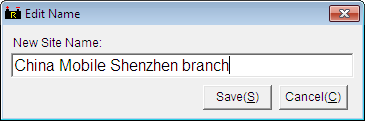 Edit Name
New Site Name:
China Mobile Shenzhen branch
Save(S) Cancel(C)